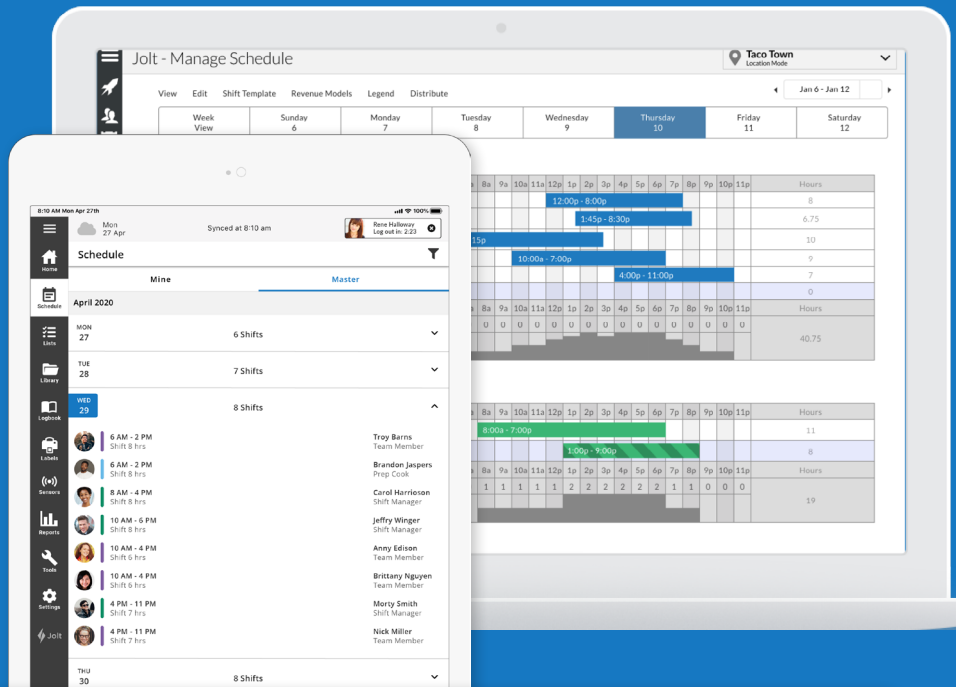 Jolt - Manage Schedule
Taco Town
Location Mode
View Edit Shift Template Revenue Models Legend Distribute
Jan 6 - Jan 12
Week View
Sunday 6
Monday 7
Tuesday 8
Wednesday 9
Thursday 10
Friday 11
Saturday 12
8a 9a 10a 11a 12p 1p 2p 3p 4p 5p 6p 7p 8p 9p 10p 11p Hours
12:00p - 8:00p 8
1:45p - 8:30p 6.75
15p 10
10:00a - 7:00p 9
4:00p - 11:00p 7
0
8a 9a 10a 11a 12p 1p 2p 3p 4p 5p 6p 7p 8p 9p 10p 11p Hours
0 0 0 0 0 0 0 0 0 0 0 0 0 0 0 0
40.75
8a 9a 10a 11a 12p 1p 2p 3p 4p 5p 6p 7p 8p 9p 10p 11p Hours
8:00a - 7:00p 11
1:00p - 9:00p 8
8a 9a 10a 11a 12p 1p 2p 3p 4p 5p 6p 7p 8p 9p 10p 11p Hours
1 1 1 1 1 2 2 2 2 2 2 1 1 0 0 0
19
8:10 AM Mon Apr 27th
100%
Mon
27 Apr
Synced at 8:10 am
Rene Halloway
Log out in: 2:23
Home
Schedule
Lists
Library
Logbook
Labels
Sensors
Reports
Tools
Settings
Jolt
Schedule
Mine Master
April 2020
MON
27
6 Shifts
TUE
28
7 Shifts
WED
29
8 Shifts
6 AM - 2 PM Troy Barns
Shift 8 hrs Team Member
6 AM - 2 PM Brandon Jaspers
Shift 8 hrs Prep Cook
8 AM - 4 PM Carol Harrioson
Shift 8 hrs Shift Manager
10 AM - 6 PM Jeffry Winger
Shift 8 hrs Shift Manager
10 AM - 4 PM Anny Edison
Shift 6 hrs Team Member
10 AM - 4 PM Brittany Nguyen
Shift 6 hrs Team Member
4 PM - 11 PM Morty Smith
Shift 7 hrs Shift Manager
4 PM - 11 PM Nick Miller
Shift 7 hrs Team Member
THU
30
8 Shifts